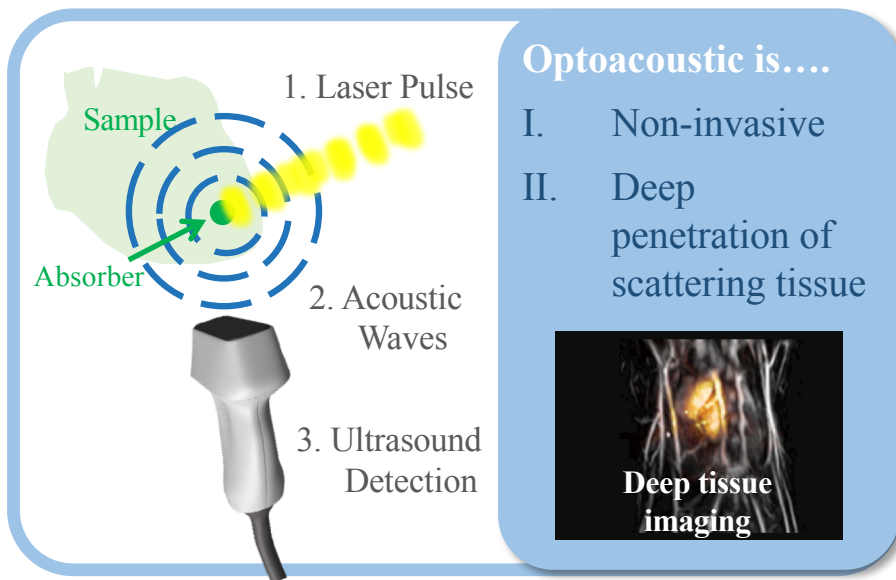 1. Laser Pulse
Sample
Absorber
2. Acoustic
Waves
3. Ultrasound
Detection
Optoacoustic is….
I. Non-invasive
II. Deep
penetration of
scattering tissue
Deep tissue
imaging